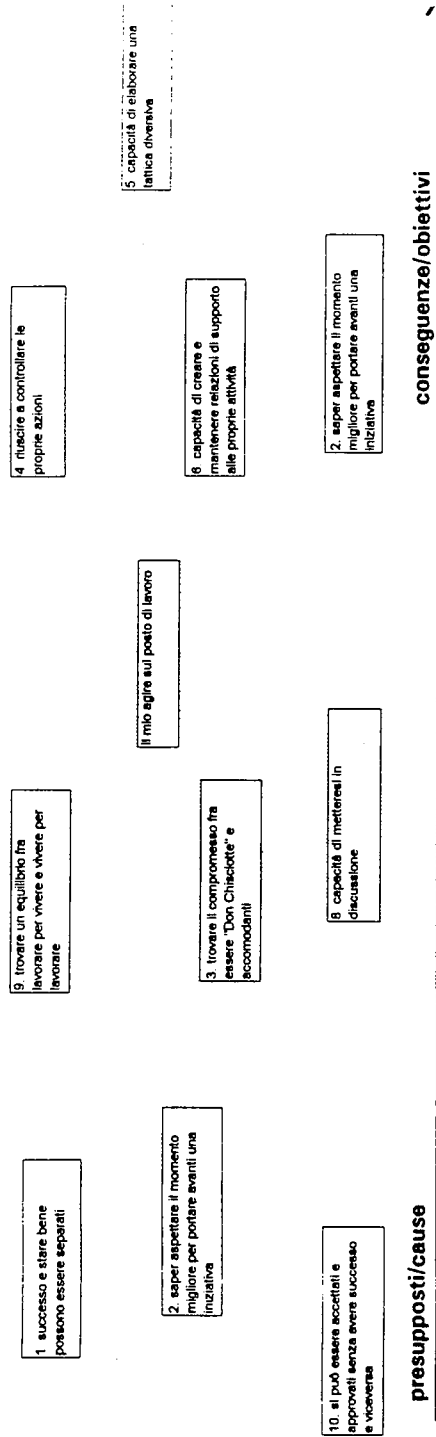 1 successo e stare bene
possono essere separati
2. saper aspettare il momento
migliore per portare avanti una
iniziativa
10. si può essere accettati e
approvati senza avere successo
e viceversa
9. trovare un equilibrio fra
lavorare per vivere e vivere per
lavorare
3. trovare il compromesso fra
essere "Don Chisciotte" e
accomodanti
8 capacità di mettersi in
discussione
Il mio agire sul posto di lavoro
4 riuscire a controllare le
proprie azioni
6 capacità di creare e
mantenere relazioni di supporto
alle proprie attività
2. saper aspettare il momento
migliore per portare avanti una
iniziativa
5 capacità di elaborare una
tattica diversiva
presupposti/cause
conseguenze/obiettivi